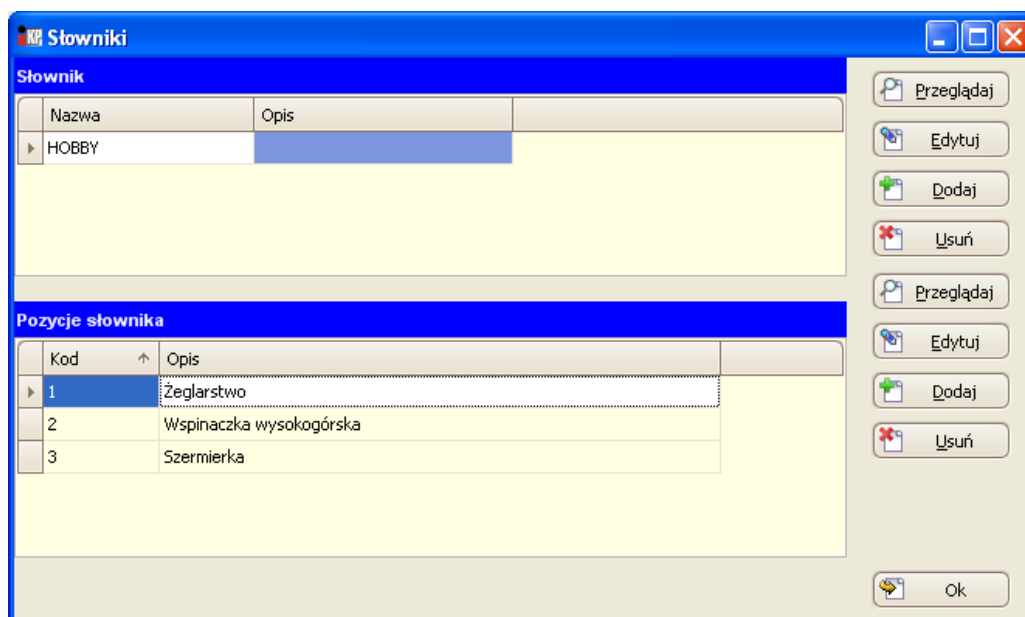 KP Słowniki
Słownik
Nazwa Opis
HOBBY
Przeglądaj
Edytuj
Dodaj
Usuń
Pozycje słownika
Kod Opis
1 Żeglarstwo
2 Wspinaczka wysokogórska
3 Szermierka
Przeglądaj
Edytuj
Dodaj
Usuń
Ok